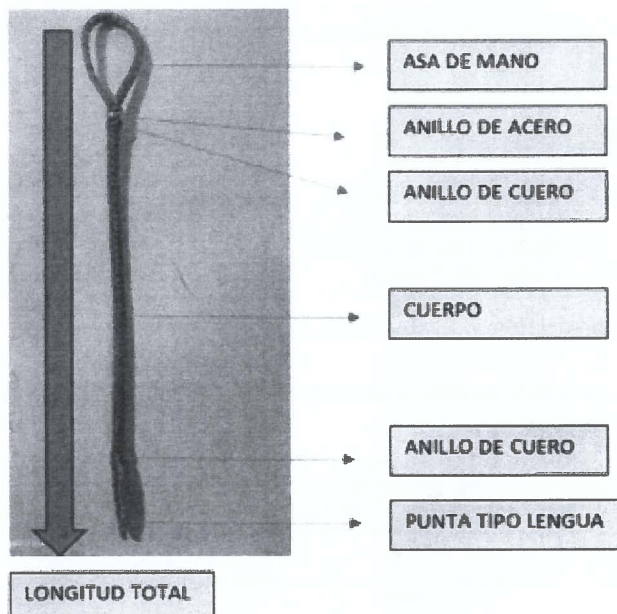 ASA DE MANO
ANILLO DE ACERO
ANILLO DE CUERO
CUERPO
ANILLO DE CUERO
PUNTA TIPO LENGUA
LONGITUD TOTAL